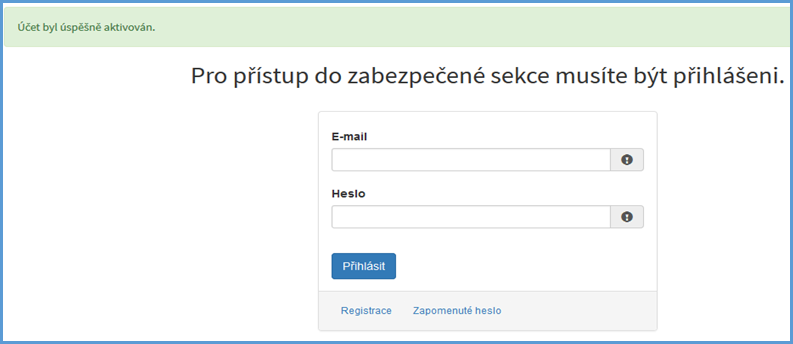 Účet byl úspěšně aktivován.
Pro přístup do zabezpečené sekce musíte být přihlášeni.
E-mail
Heslo
Přihlásit
Registrace Zapomenuté heslo